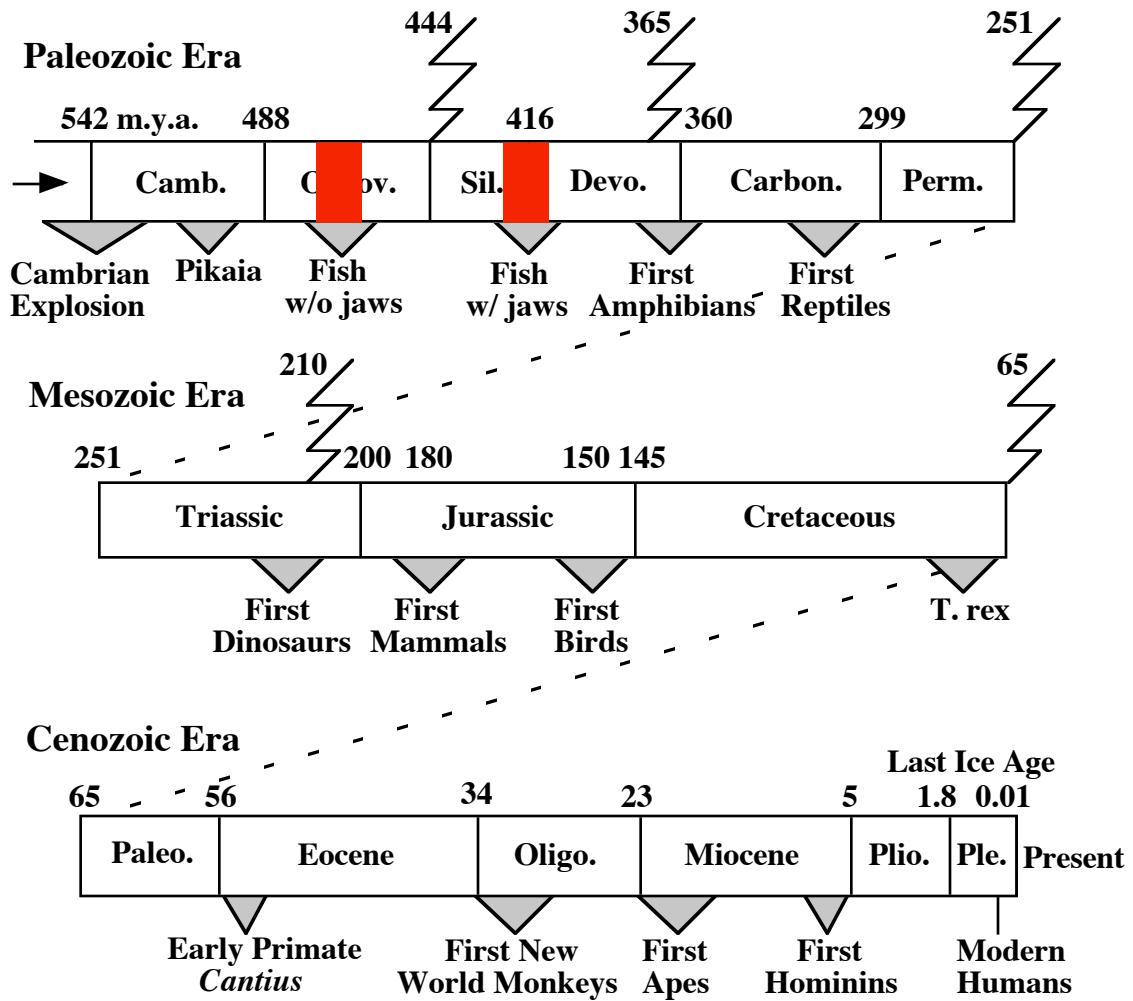 444 365 251
Paleozoic Era
542 m.y.a. 488 416 360 299
Camb. Sil. Devo. Carbon. Perm.
Cambrian Explosion
Pikaia
Fish
w/o jaws
Fish
w/ jaws
First
Amphibians
First
Reptiles
210 65
Mesozoic Era
251 200 180 150 145
Triassic Jurassic Cretaceous
First
Dinosaurs
First
Mammals
First
Birds
T. rex
Cenozoic Era
Last Ice Age
65 56 34 23 5 1.8 0.01
Paleo. Eocene Oligo. Miocene Plio. Ple. Present
Early Primate
Cantius
First New
World Monkeys
First
Apes
First
Hominins
Modern
Humans